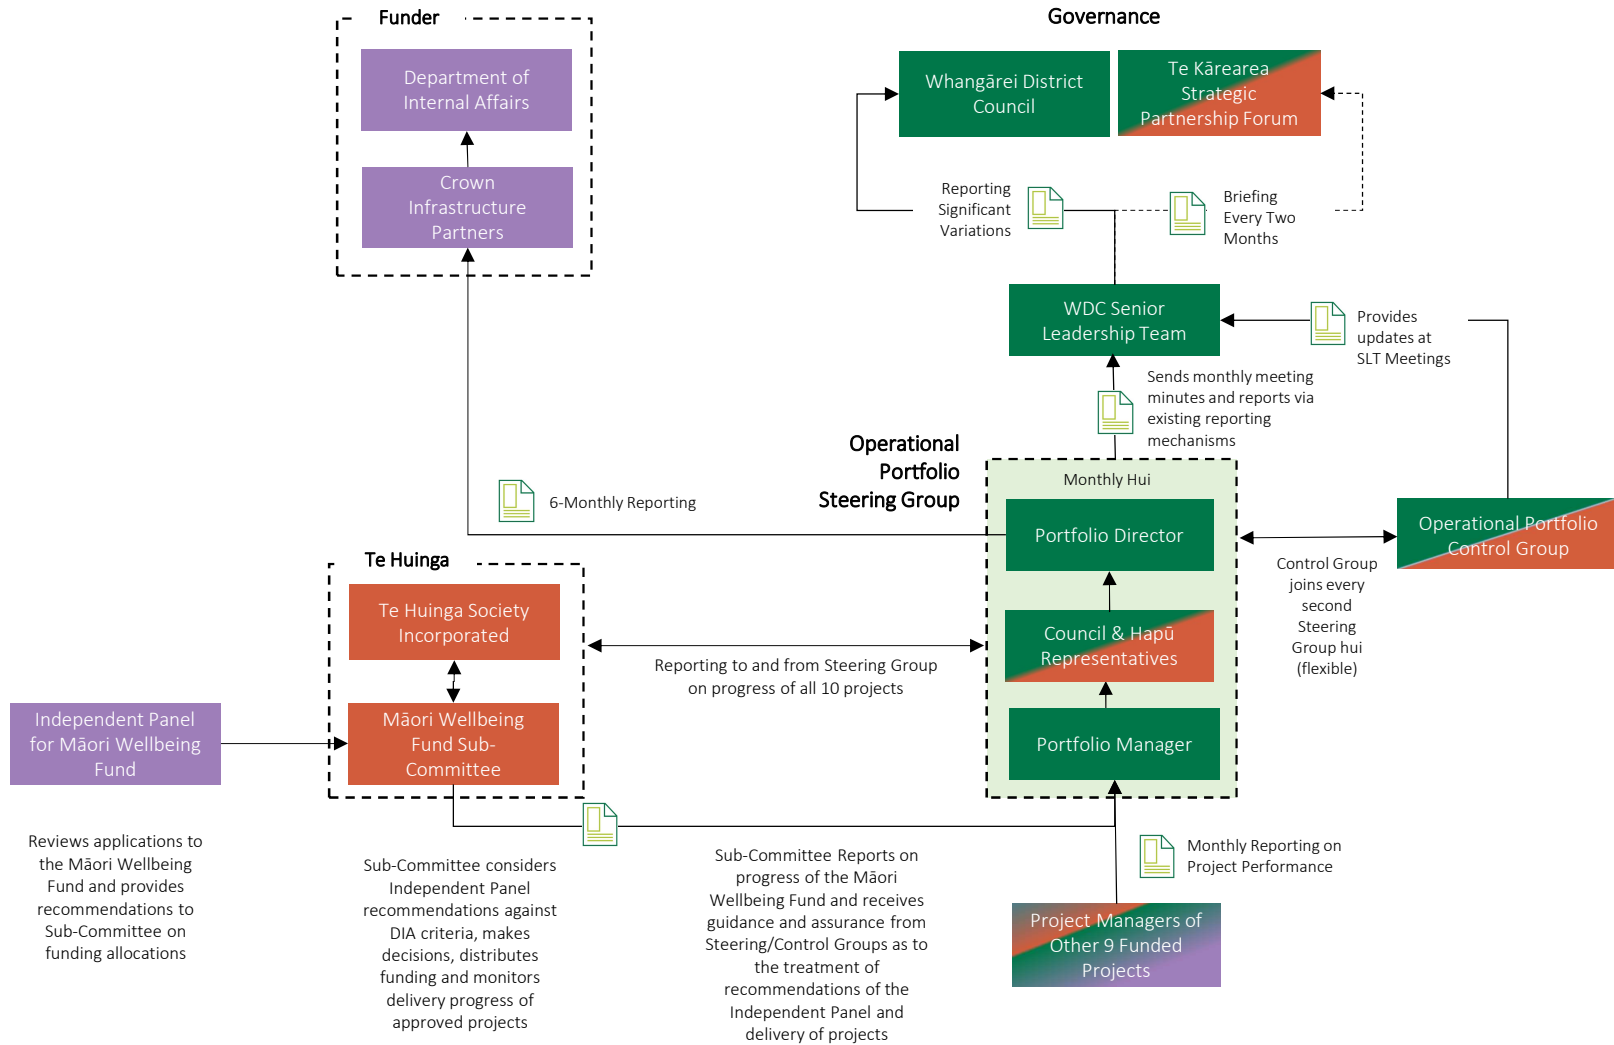 Funder
Department of
Internal Affairs
Crown
Infrastructure
Partners
Governance
Whangārei District
Council
Te Kārearea
Strategic
Partnership Forum
Reporting
Significant
Variations
Briefing
Every Two
Months
WDC Senior
Leadership Team
Provides
updates at
SLT Meetings
Sends monthly meeting
minutes and reports via
existing reporting
mechanisms
Operational
Portfolio
Steering Group
Monthly Hui
Portfolio Director
Council & Hapū
Representatives
Portfolio Manager
6-Monthly Reporting
Operational Portfolio
Control Group
Control Group
joins every
second
Steering
Group hui
(flexible)
Te Huinga
Te Huinga Society
Incorporated
Māori Wellbeing
Fund Sub-
Committee
Reporting to and from Steering Group
on progress of all 10 projects
Independent Panel
for Māori Wellbeing
Fund
Reviews applications to
the Māori Wellbeing
Fund and provides
recommendations to
Sub-Committee on
funding allocations
Sub-Committee considers
Independent Panel
recommendations against
DIA criteria, makes
decisions, distributes
funding and monitors
delivery progress of
approved projects
Sub-Committee Reports on
progress of the Māori
Wellbeing Fund and receives
guidance and assurance from
Steering/Control Groups as to
the treatment of
recommendations of the
Independent Panel and
delivery of projects
Monthly Reporting on
Project Performance
Project Managers of
Other 9 Funded
Projects